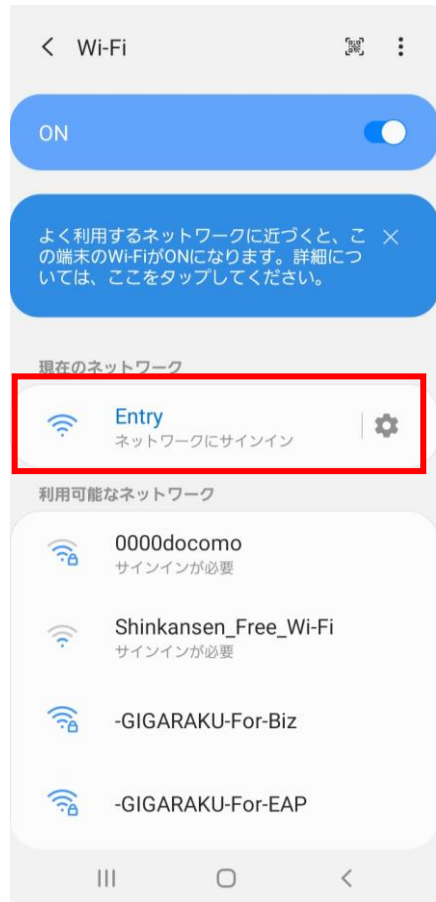 Wi-Fi
ON
よく利用するネットワークに近づくと、こ
の端末のWi-FiがONになります。詳細につ
いては、ここをタップしてください。
現在のネットワーク
Entry
ネットワークにサインイン
利用可能なネットワーク
0000docomo
サインインが必要
Shinkansen_Free_Wi-Fi
サインインが必要
-GIGARAKU-For-Biz
-GIGARAKU-For-EAP